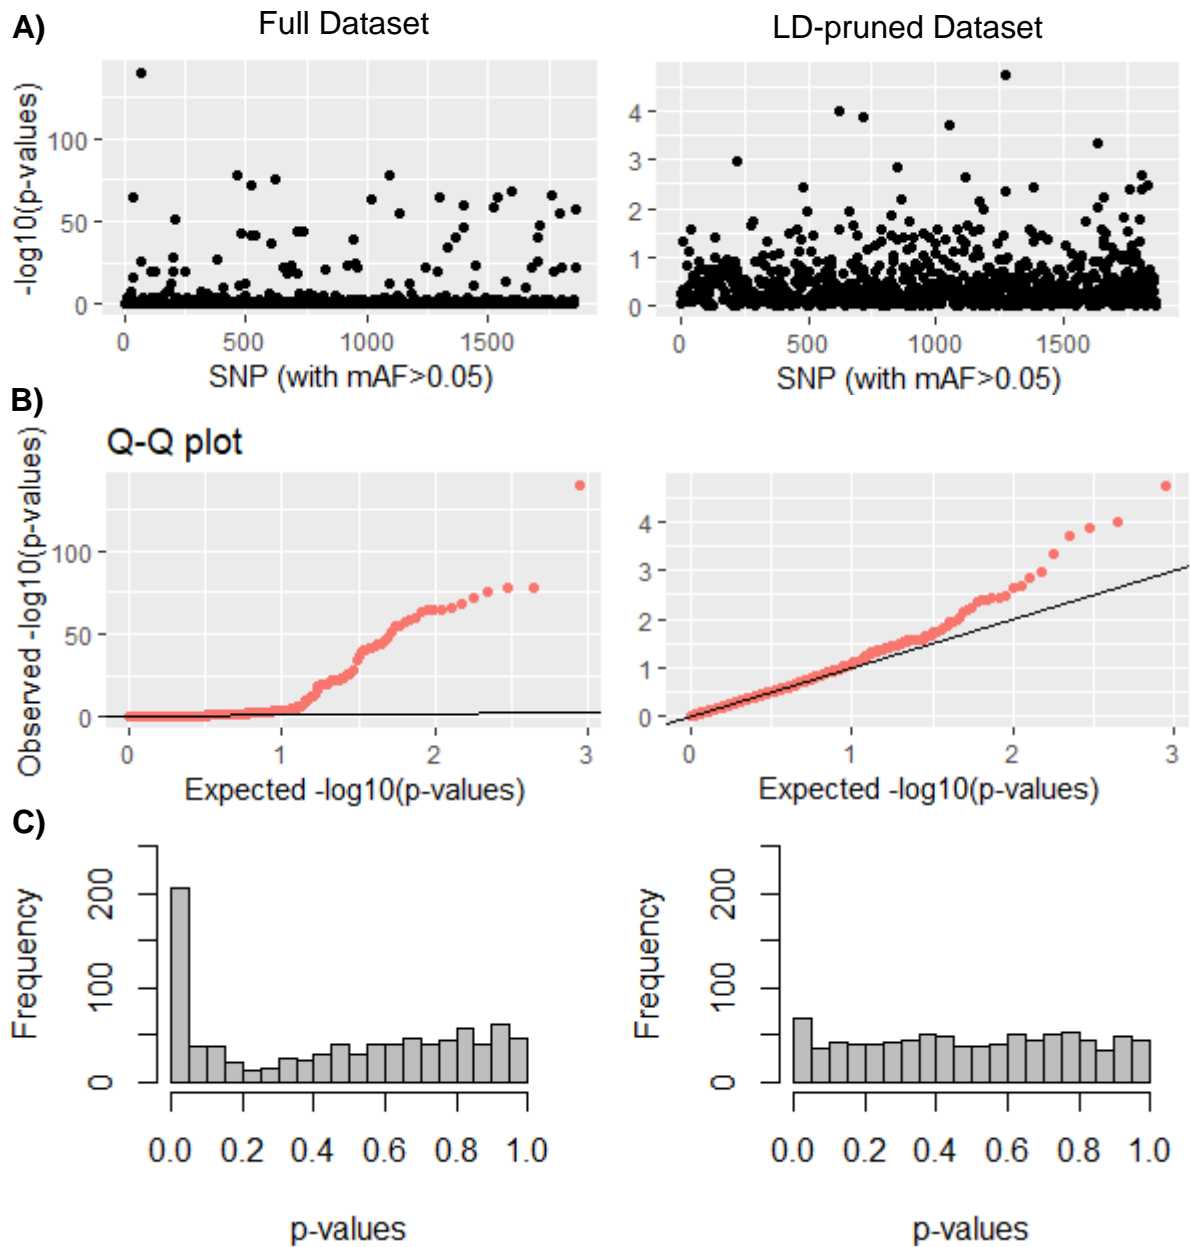 A)
Full Dataset
LD-pruned Dataset
-log10(p-values)
100
50
0
0 500 1000 1500
SNP (with mAF>0.05)
4
3
2
1
0
0 500 1000 1500
SNP (with mAF>0.05)
B)
Q-Q plot
Observed -log10(p-values)
100
50
0
0 1 2 3
Expected -log10(p-values)
4
3
2
1
0
0 1 2 3
Expected -log10(p-values)
C)
Frequency
200
100
0
0.0 0.2 0.4 0.6 0.8 1.0
p-values
Frequency
200
100
0
0.0 0.2 0.4 0.6 0.8 1.0
p-values